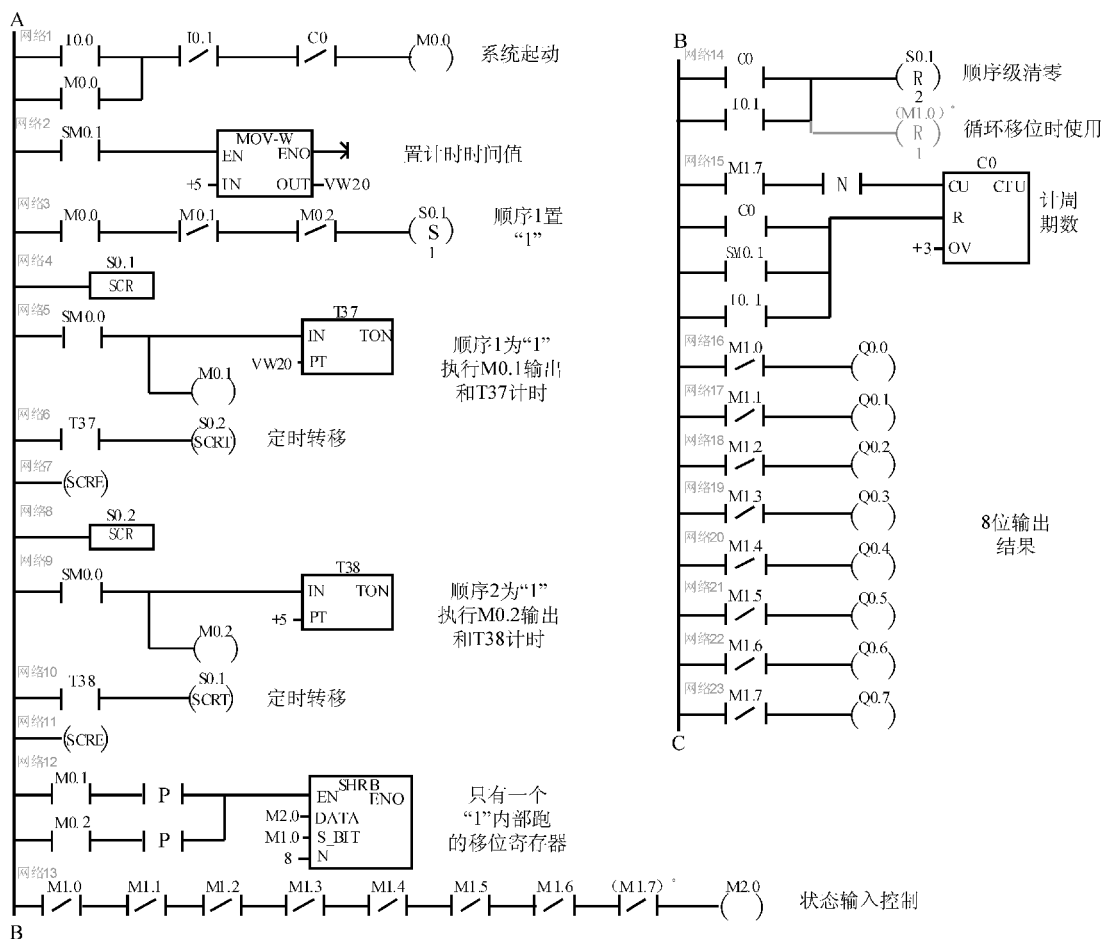 A
网络1
I0.0
I0.1
C0
M0.0
系统起动
M0.0
网络2
SM0.1
MOV-W
EN
ENO
置计时时间值
+5
IN
OUT
VW20
网络3
M0.0
M0.1
M0.2
S0.1
S
1
顺序1置
“1”
网络4
S0.1
SCR
网络5
SM0.0
T37
IN
TON
VW20
PT
M0.1
顺序1为“1”
执行M0.1输出
和T37计时
网络6
T37
S0.2
SCRT
定时转移
网络7
SCRE
网络8
S0.2
SCR
网络9
SM0.0
T38
IN
TON
+5
PT
M0.2
顺序2为“1”
执行M0.2输出
和T38计时
网络10
T38
S0.1
SCRT
定时转移
网络11
SCRE
网络12
M0.1
P
SHRB
EN
ENO
M0.2
P
M2.0
DATA
M1.0
S_BIT
8
N
只有一个
“1”内部跑
的移位寄存器
网络13
M1.0
M1.1
M1.2
M1.3
M1.4
M1.5
M1.6
(M1.7)*
M2.0
状态输入控制
B
B
网络14
C0
S0.1
R
2
顺序级清零
I0.1
(M1.0)*
R
1
循环移位时使用
网络15
M1.7
N
C0
CU
CTU
C0
R
计周
期数
SM0.1
+3
OV
I0.1
网络16
M1.0
Q0.0
网络17
M1.1
Q0.1
网络18
M1.2
Q0.2
网络19
M1.3
Q0.3
网络20
M1.4
Q0.4
网络21
M1.5
Q0.5
网络22
M1.6
Q0.6
网络23
M1.7
Q0.7
8位输出
结果
C